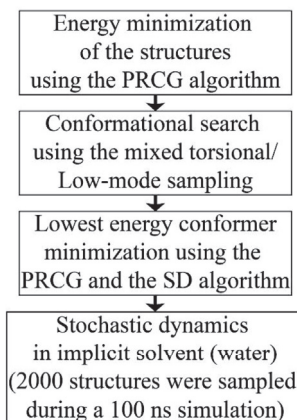 Energy minimization
of the structures
using the PRCG algorithm
Conformational search
using the mixed torsional/
Low-mode sampling
Lowest energy conformer
minimization using the
PRCG and the SD algorithm
Stochastic dynamics
in implicit solvent (water)
(2000 structures were sampled
during a 100 ns simulation)